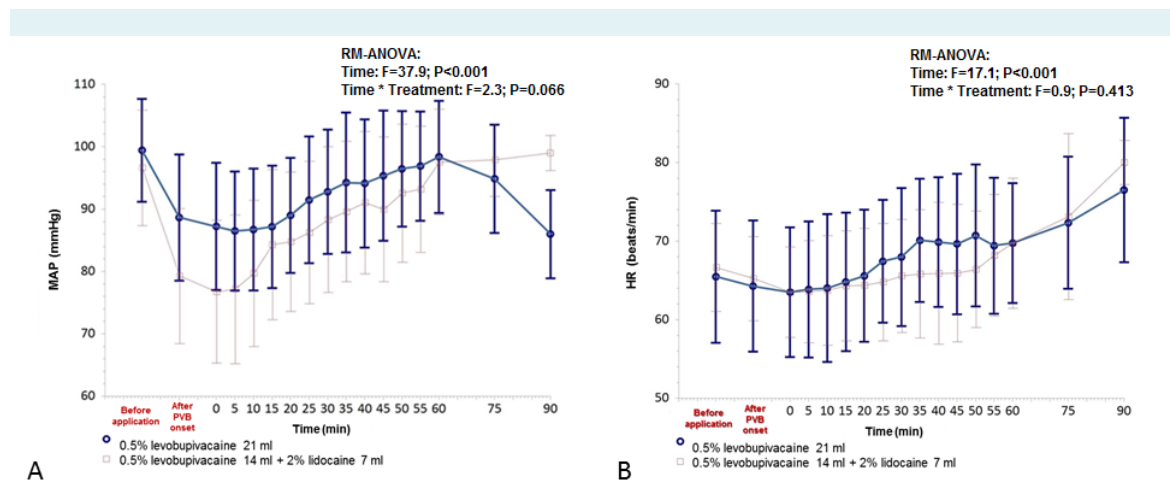 RM-ANOVA:
Time: F=37.9; P<0.001
Time * Treatment: F=2.3; P=0.066
110
100
90
80
70
60
MAP (mmHg)
Before
application
After
PVB
onset
0 5 10 15 20 25 30 35 40 45 50 55 60 75 90
Time (min)
0.5% levobupivacaine 21 ml
0.5% levobupivacaine 14 ml + 2% lidocaine 7 ml
A
RM-ANOVA:
Time: F=17.1; P<0.001
Time * Treatment: F=0.9; P=0.413
90
80
70
60
50
HR (beats/min)
Before
application
After
PVB
onset
0 5 10 15 20 25 30 35 40 45 50 55 60 75 90
Time (min)
0.5% levobupivacaine 21 ml
0.5% levobupivacaine 14 ml + 2% lidocaine 7 ml
B